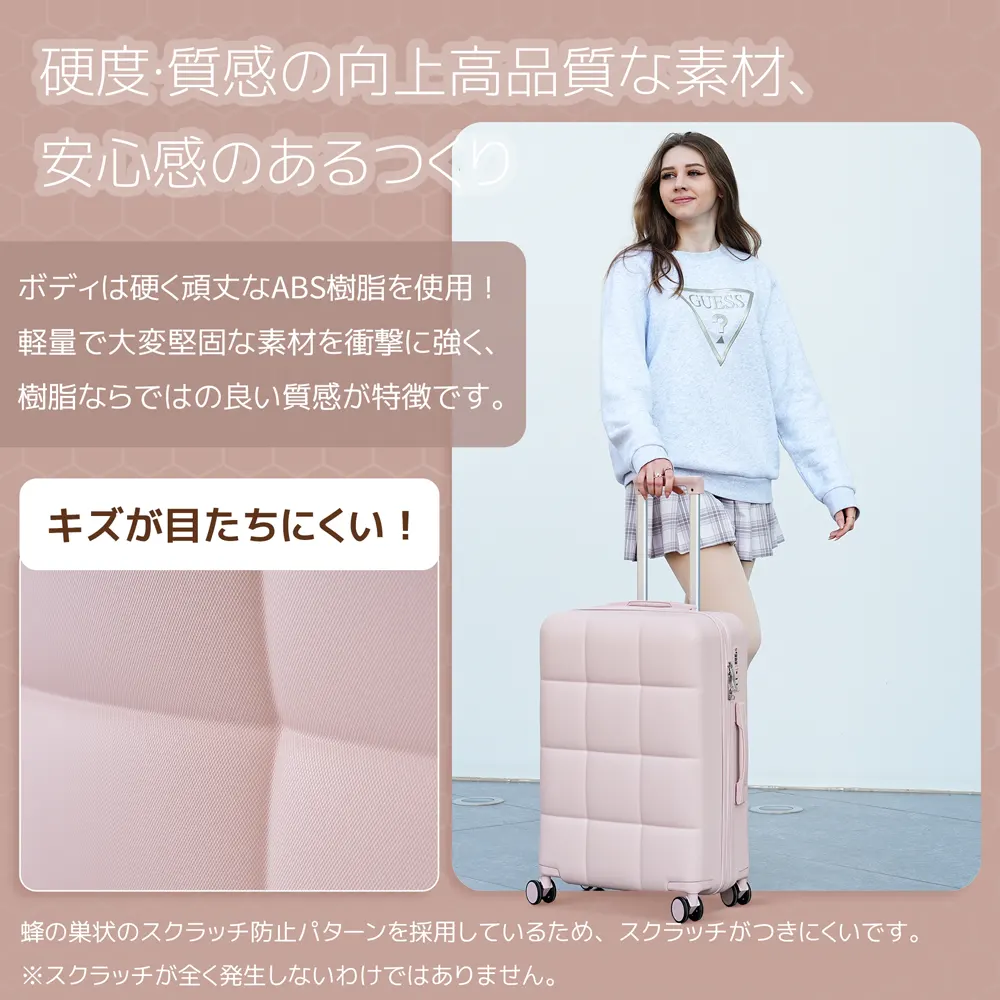 硬度·質感の向上高品質な素材、
安心感のあるつくり
ボディは硬く頑丈なABS樹脂を使用！
軽量で大変堅固な素材を衝撃に強く、
樹脂ならではの良い質感が特徴です。
GUESS
?
キズが目たちにくい！
蜂の巣状のスクラッチ防止パターンを採用しているため、スクラッチがつきにくいです。
※スクラッチが全く発生しないわけではありません。